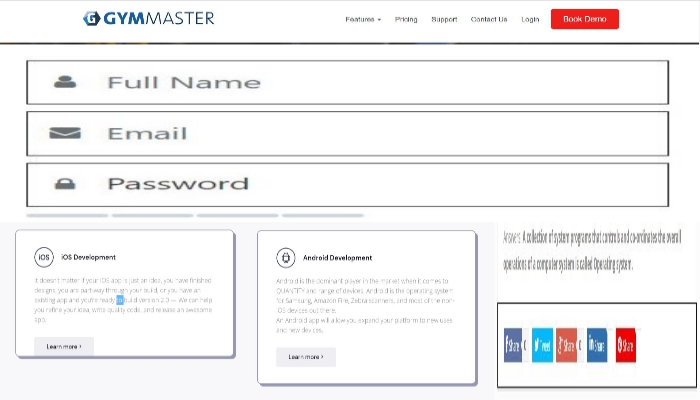 GYMMASTER
Features Pricing Support Contact Us Login Book Demo
Full Name
Email
Password
iOS iOS Development
It doesn't matter if your iOS app is just an idea, you have finished
designs, you are part way through your build, or you have an
existing app and you're ready to build version 2.0 — We can help
you refine your idea, write quality code, and release an awesome
app.
Learn more ›
Android Development
Android is the dominant player in the market when it comes to
QUANTITY and range of devices. Android is the operating system
for Samsung, Amazon Fire, Zebra scanners, and most of the non-
iOS devices out there.
An Android app will allow you expand your platform to new uses
and new devices.
Learn more ›
Answers: A collection of system programs that controls and co-ordinates the overall
operations of a computer system is called Operating system.
f Share 0 Tweet Share 0 in Share Share